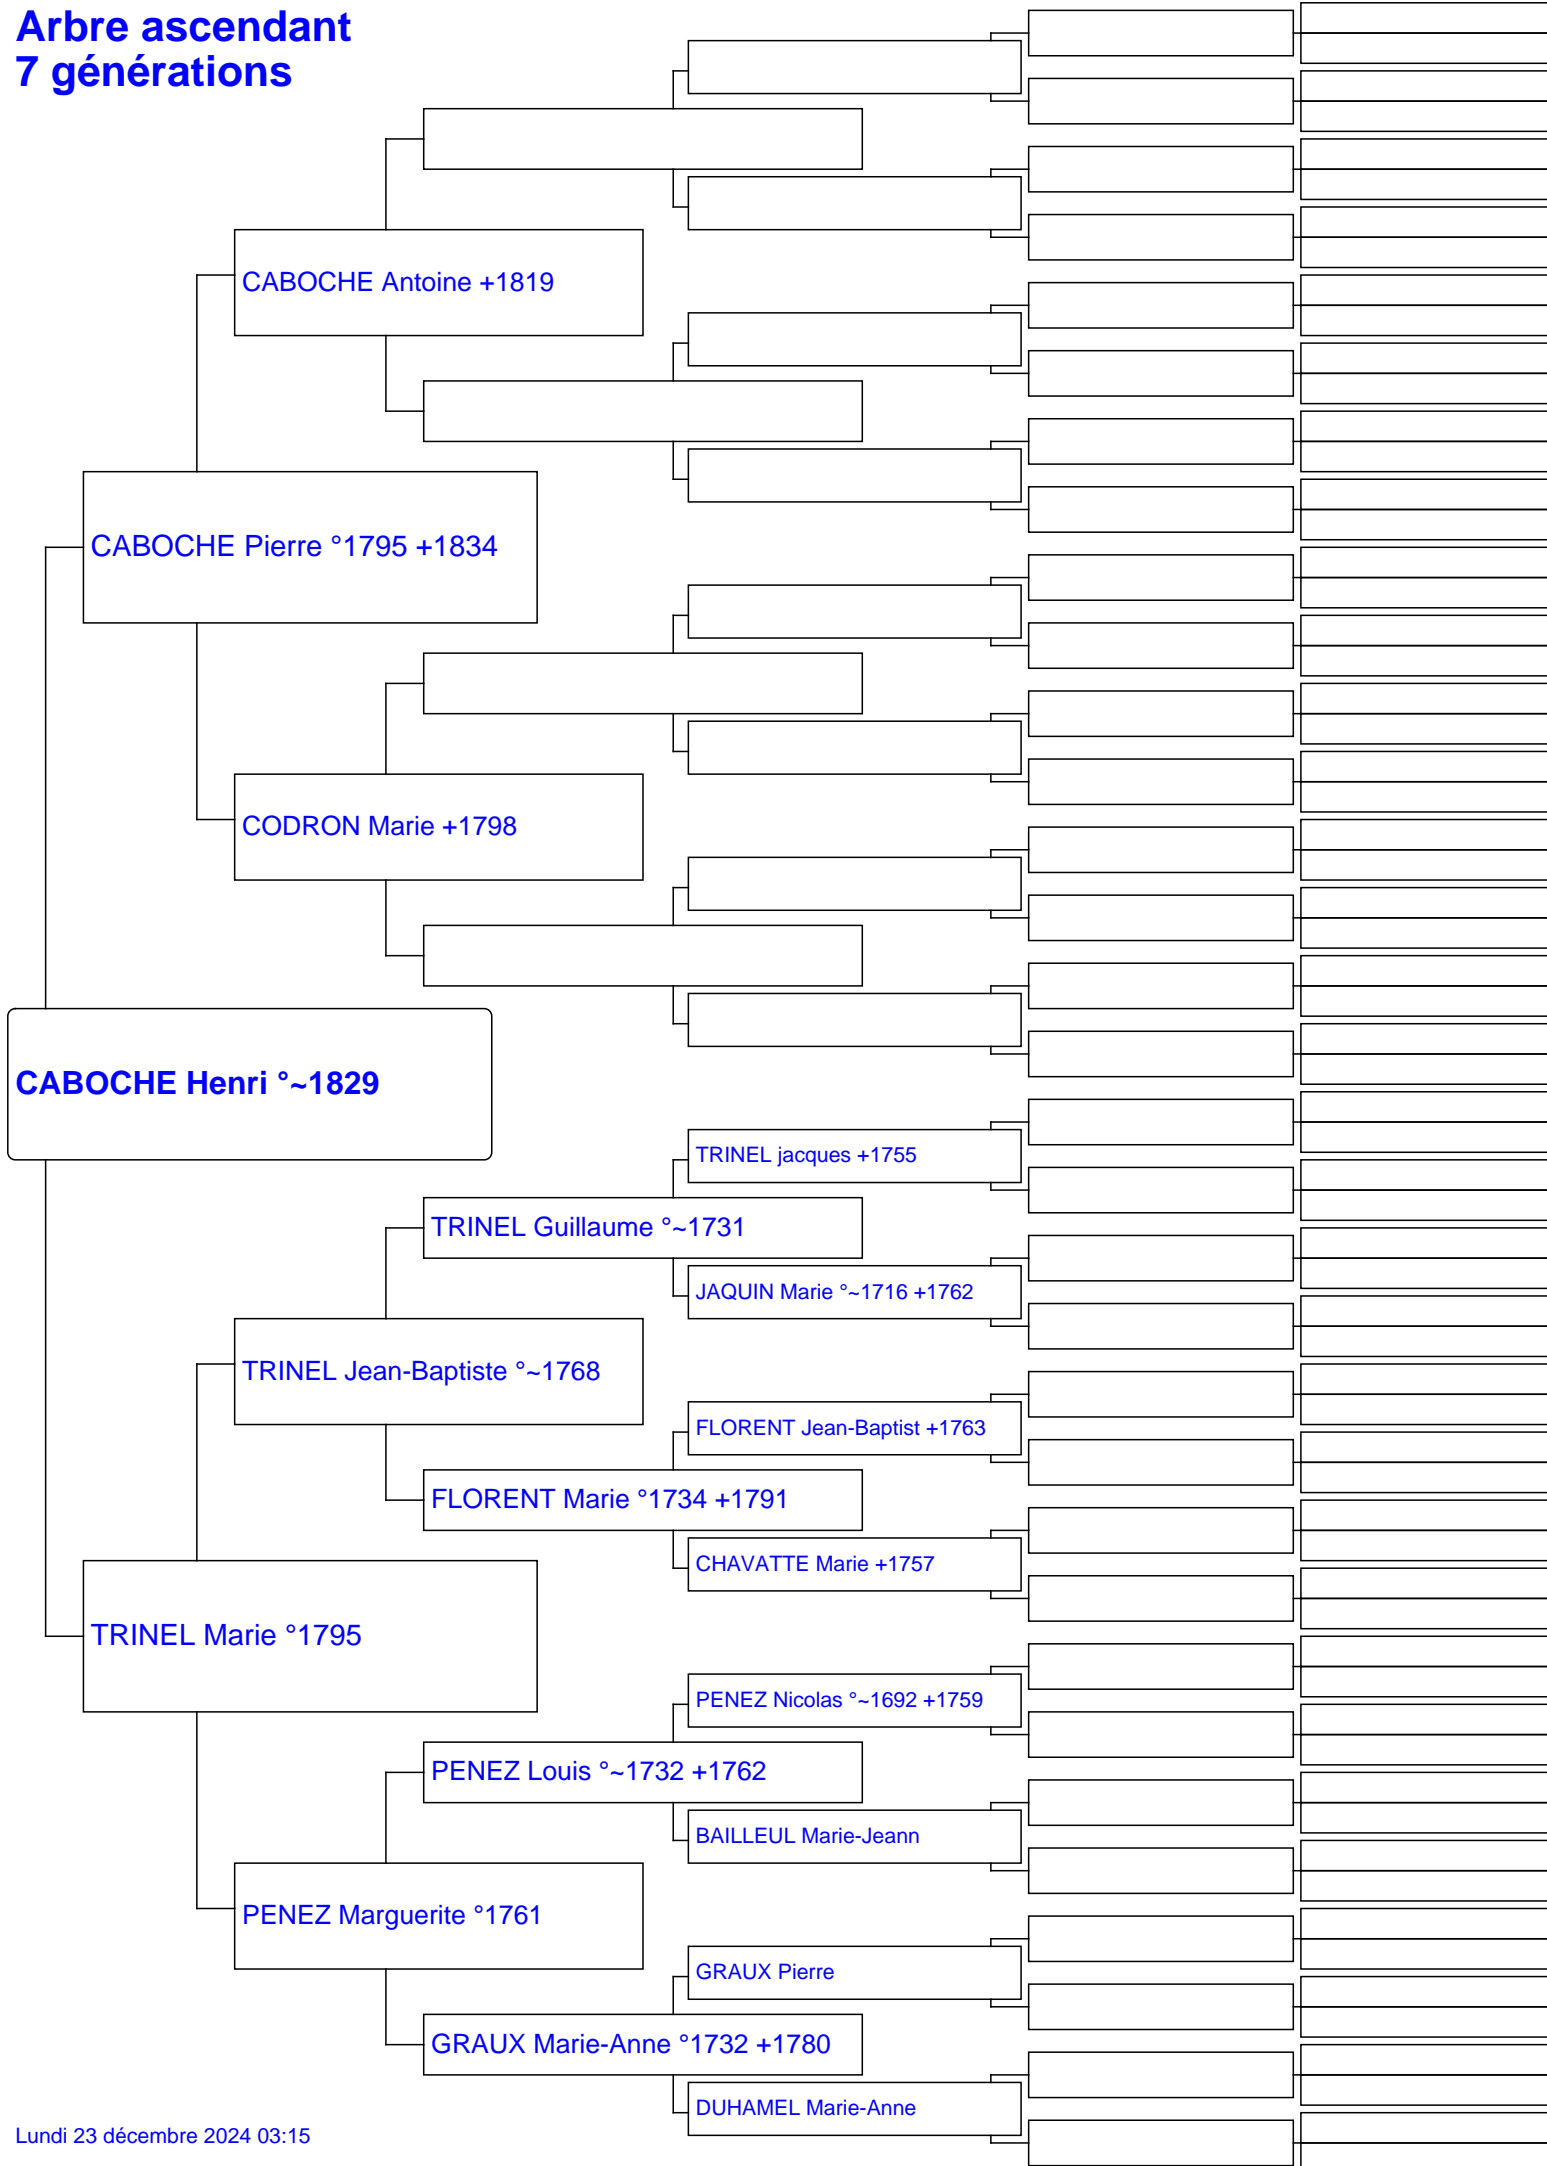 Arbre ascendant
7 générations
CABOCHE Antoine +1819
CABOCHE Pierre °1795 +1834
CODRON Marie +1798
CABOCHE Henri °~1829
TRINEL jacques +1755
TRINEL Guillaume °~1731
JAQUIN Marie °~1716 +1762
TRINEL Jean-Baptiste °~1768
FLORENT Jean-Baptist +1763
FLORENT Marie °1734 +1791
CHAVATTE Marie +1757
TRINEL Marie °1795
PENEZ Nicolas °~1692 +1759
PENEZ Louis °~1732 +1762
BAILLEUL Marie-Jeann
PENEZ Marguerite °1761
GRAUX Pierre
GRAUX Marie-Anne °1732 +1780
DUHAMEL Marie-Anne
Lundi 23 décembre 2024 03:15